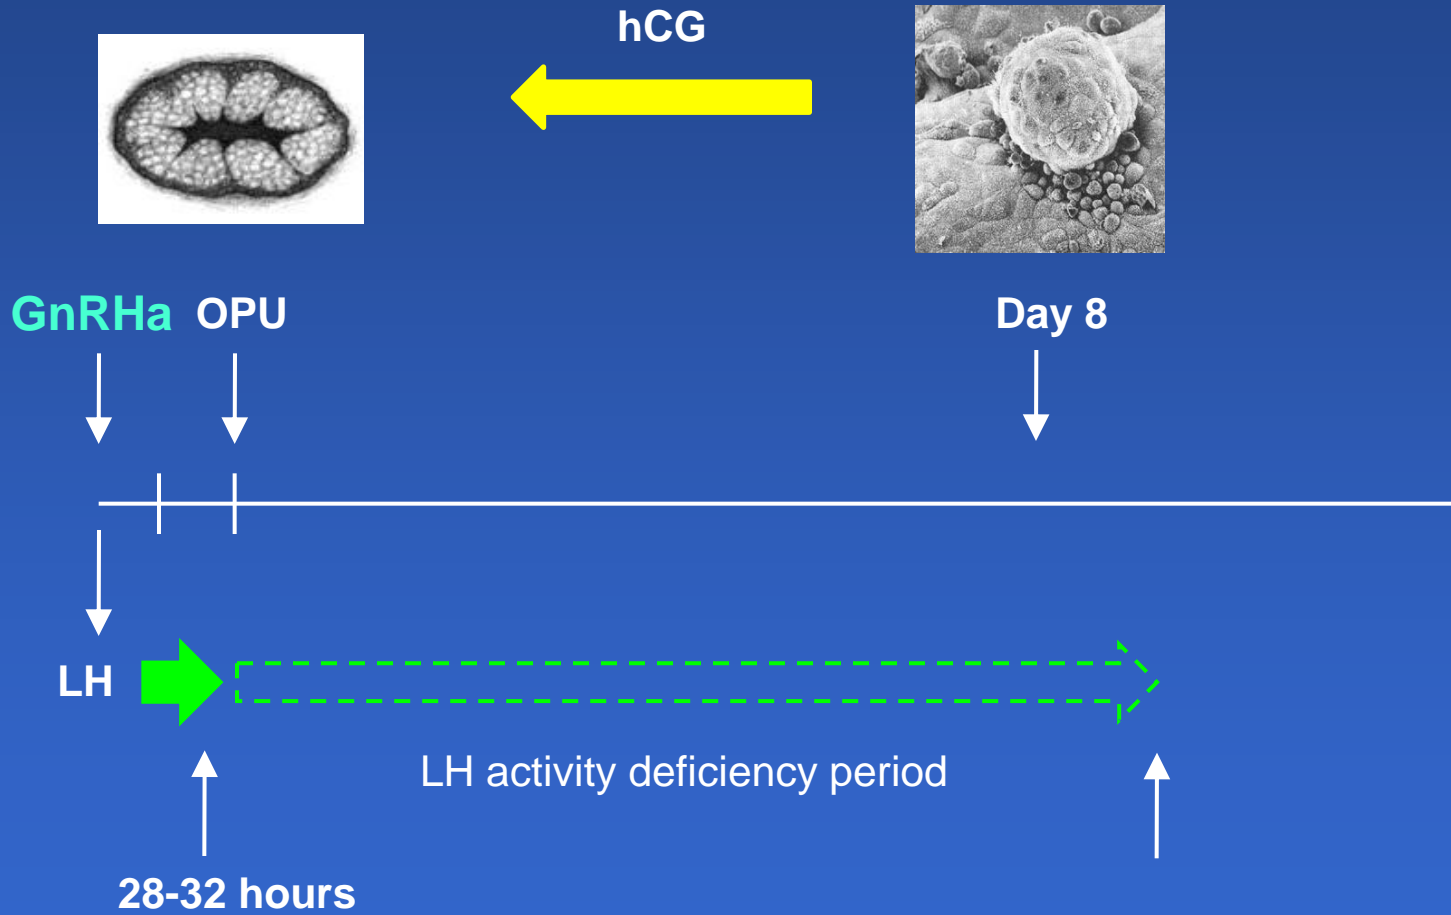 hCG
GnRHa OPU
Day 8
LH
LH activity deficiency period
28-32 hours